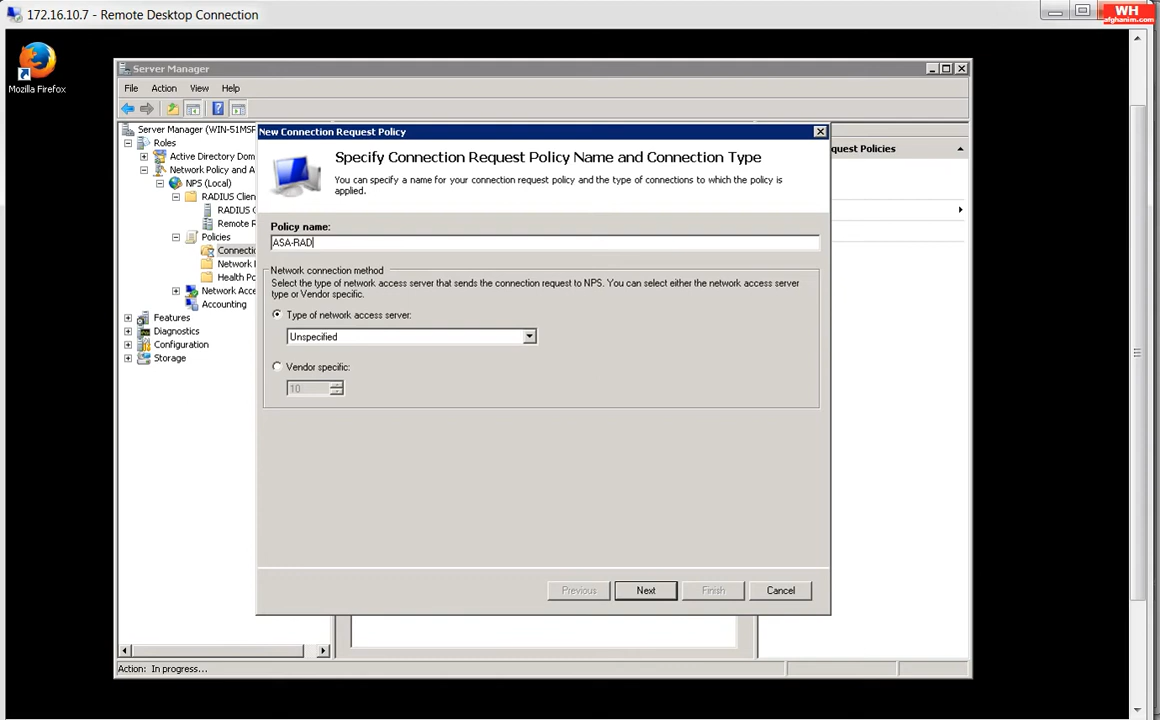 172.16.10.7 - Remote Desktop Connection
WH
afghanim.com
Mozilla Firefox
Server Manager
File Action View Help
Server Manager (WIN-51MSF
Roles
Active Directory Dom
Network Policy and A
NPS (Local)
RADIUS Clien
RADIUS C
Remote R
Policies
Connectio
Network
Health Po
Network Acce
Accounting
Features
Diagnostics
Configuration
Storage
New Connection Request Policy
Specify Connection Request Policy Name and Connection Type
You can specify a name for your connection request policy and the type of connections to which the policy is
applied.
Policy name:
ASA-RAD
Network connection method
Select the type of network access server that sends the connection request to NPS. You can select either the network access server
type or Vendor specific.
Type of network access server:
Unspecified
Vendor specific:
10
Previous Next Finish Cancel
quest Policies
Action: In progress...